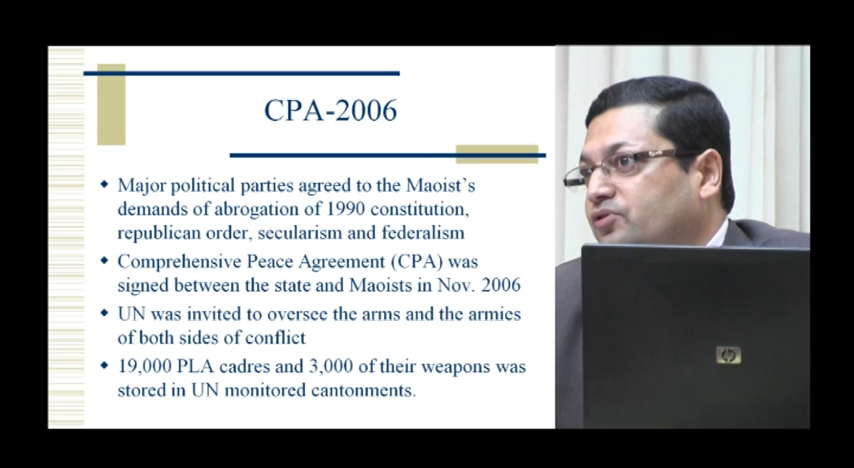 CPA-2006
◆ Major political parties agreed to the Maoist's
demands of abrogation of 1990 constitution,
republican order, secularism and federalism
◆ Comprehensive Peace Agreement (CPA) was
signed between the state and Maoists in Nov. 2006
◆ UN was invited to oversee the arms and the armies
of both sides of conflict
◆ 19,000 PLA cadres and 3,000 of their weapons was
stored in UN monitored cantonments.
hp